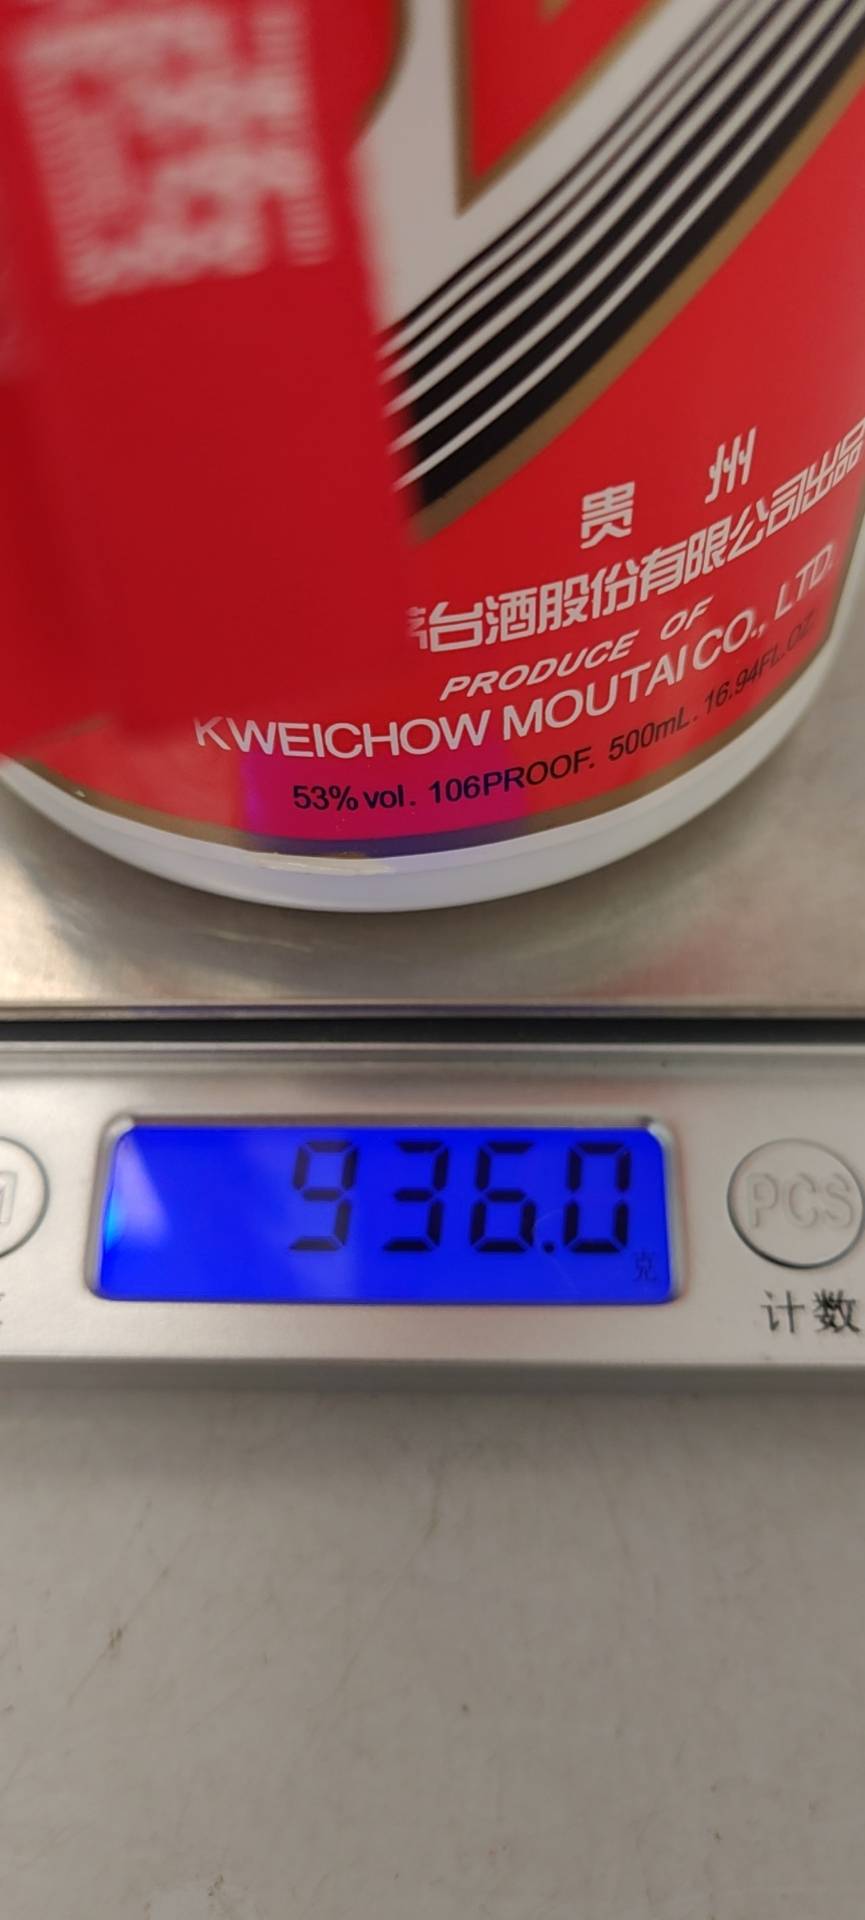 贵 州
台酒股份有限公司出品
PRODUCE OF
KWEICHOW MOUTAI CO., LTD.
53% vol. 106PROOF. 500mL. 16.94FL.OZ.
936.0
克
PCS
计数